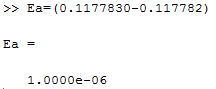 >> Ea=(0.1177830-0.117782)
Ea =
1.0000e-06